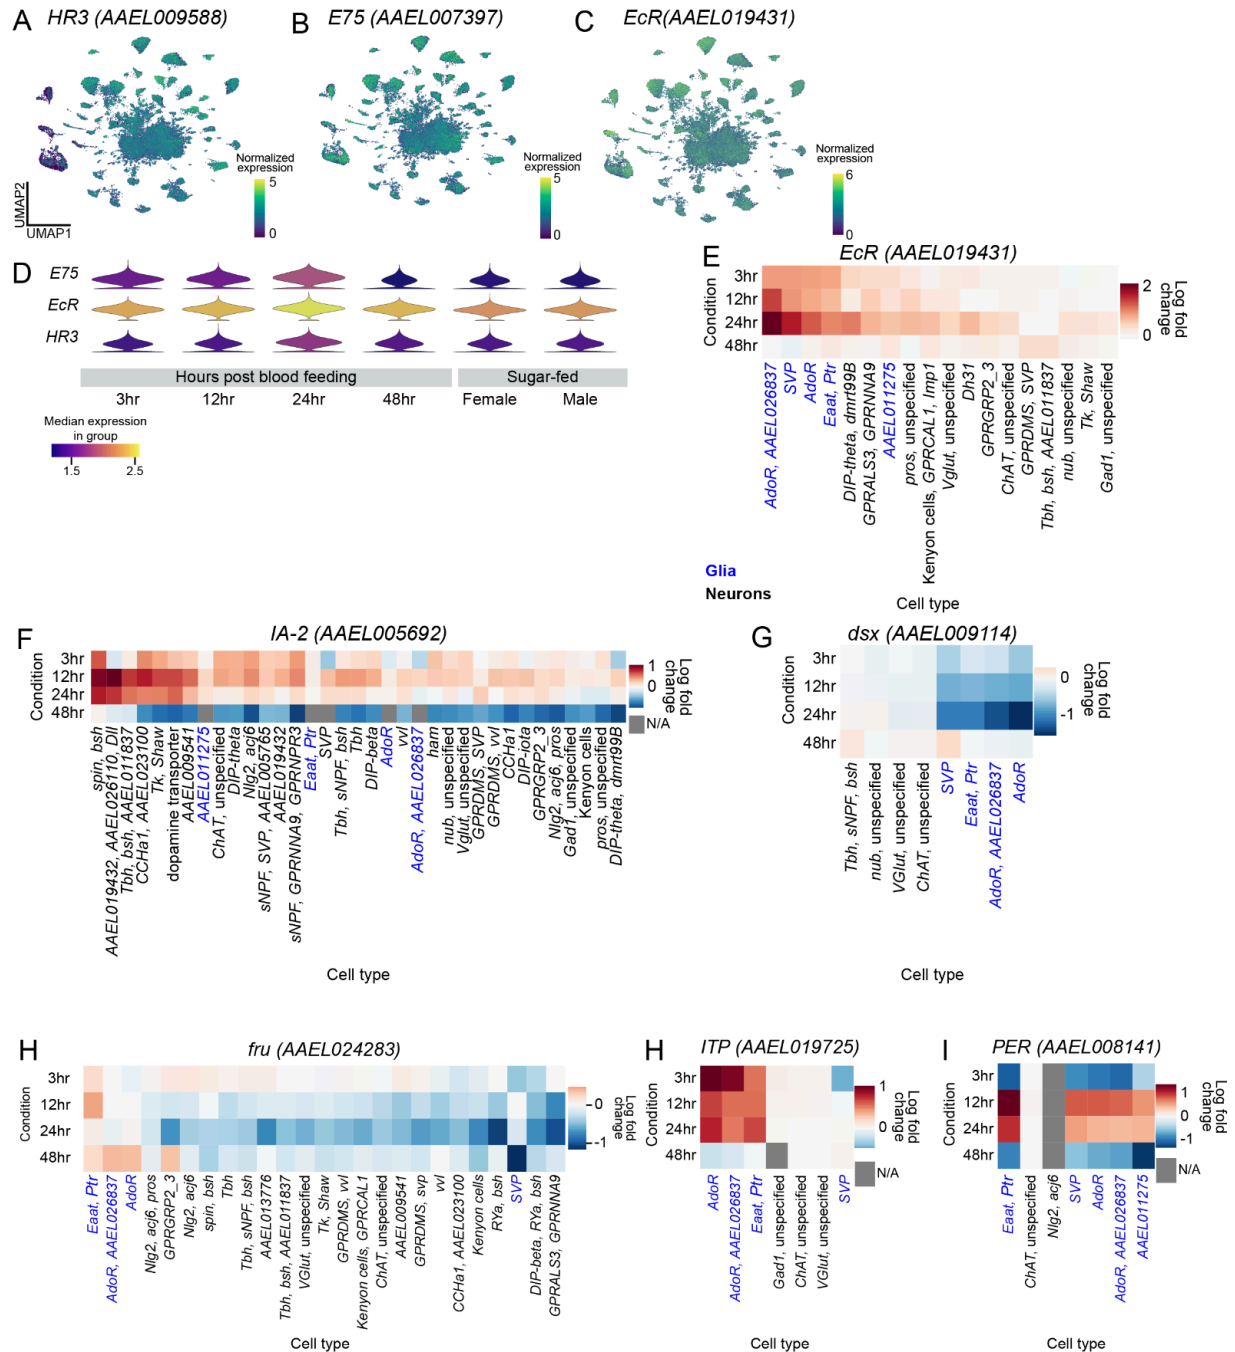 A
HR3 (AAEL009588)
B
E75 (AAEL007397)
C
EcR(AAEL019431)
UMAP2
UMAP1
Normalized
expression
5
0
Normalized
expression
5
0
Normalized
expression
6
0
D
E75
EcR
HR3
Hours post blood feeding
Sugar-fed
3hr
12hr
24hr
48hr
Female
Male
Median expression
in group
1.5
2.5
E
EcR (AAEL019431)
Condition
3hr
12hr
24hr
48hr
2
0
Log fold
change
AdoR, AAEL026837
SVP
AdoR
Eaat, Ptr
DIP-theta, dmrt99B
GPRALS3, GPRNNA9
AAEL011275
pros, unspecified
Kenyon cells, GPRCAL1, Imp1
Vglut, unspecified
Dh31
GPRGRP2_3
ChAT, unspecified
GPRDMS, SVP
Tbh, bsh, AAEL011837
nub, unspecified
Tk, Shaw
Gad1, unspecified
Glia
Neurons
Cell type
F
IA-2 (AAEL005692)
Condition
3hr
12hr
24hr
48hr
1
0
-1
Log fold
change
N/A
spin, bsh
AAEL019432, AAEL026110, Dll
Tbh, bsh, AAEL011837
CCHa1, AAEL023100
Tk, Shaw
dopamine transporter
AAEL009541
AAEL011275
ChAT, unspecified
DIP-theta
Nlg2, acj6
sNPF, SVP, AAEL005765
AAEL019432
sNPF, GPRNNA9, GPRNPR3
Eaat, Ptr
SVP
Tbh, sNPF, bsh
Tbh
DIP-beta
AdoR
vvl
AdoR, AAEL026837
ham
nub, unspecified
Vglut, unspecified
GPRDMS, SVP
GPRDMS, vvl
CCHa1
DIP-iota
GPRGRP2_3
Nlg2, acj6, pros
Gad1, unspecified
Kenyon cells
pros, unspecified
DIP-theta, dmrt99B
Cell type
G
dsx (AAEL009114)
Condition
3hr
12hr
24hr
48hr
0
-1
Log fold
change
Tbh, sNPF, bsh
nub, unspecified
VGlut, unspecified
ChAT, unspecified
SVP
Eaat, Ptr
AdoR, AAEL026837
AdoR
Cell type
H
fru (AAEL024283)
Condition
3hr
12hr
24hr
48hr
0
-1
Log fold
change
Eaat, Ptr
AdoR, AAEL026837
AdoR
Nlg2, acj6, pros
GPRGRP2_3
Nlg2, acj6
spin, bsh
Tbh
Tbh, sNPF, bsh
AAEL013776
Tbh, bsh, AAEL011837
VGlut, unspecified
Tk, Shaw
GPRDMS, vvl
Kenyon cells, GPRCAL1
ChAT, unspecified
AAEL009541
GPRDMS, svp
vvl
CCHa1, AAEL023100
Kenyon cells
RYa, bsh
SVP
DIP-beta, RYa, bsh
GPRALS3, GPRNNA9
Cell type
H
ITP (AAEL019725)
Condition
3hr
12hr
24hr
48hr
1
0
-1
Log fold
change
N/A
AdoR
AdoR, AAEL026837
Eaat, Ptr
Gad1, unspecified
ChAT, unspecified
VGlut, unspecified
SVP
Cell type
I
PER (AAEL008141)
Condition
3hr
12hr
24hr
48hr
1
0
-1
Log fold
change
N/A
Eaat, Ptr
ChAT, unspecified
Nlg2, acj6
SVP
AdoR
AdoR, AAEL026837
AAEL011275
Cell type